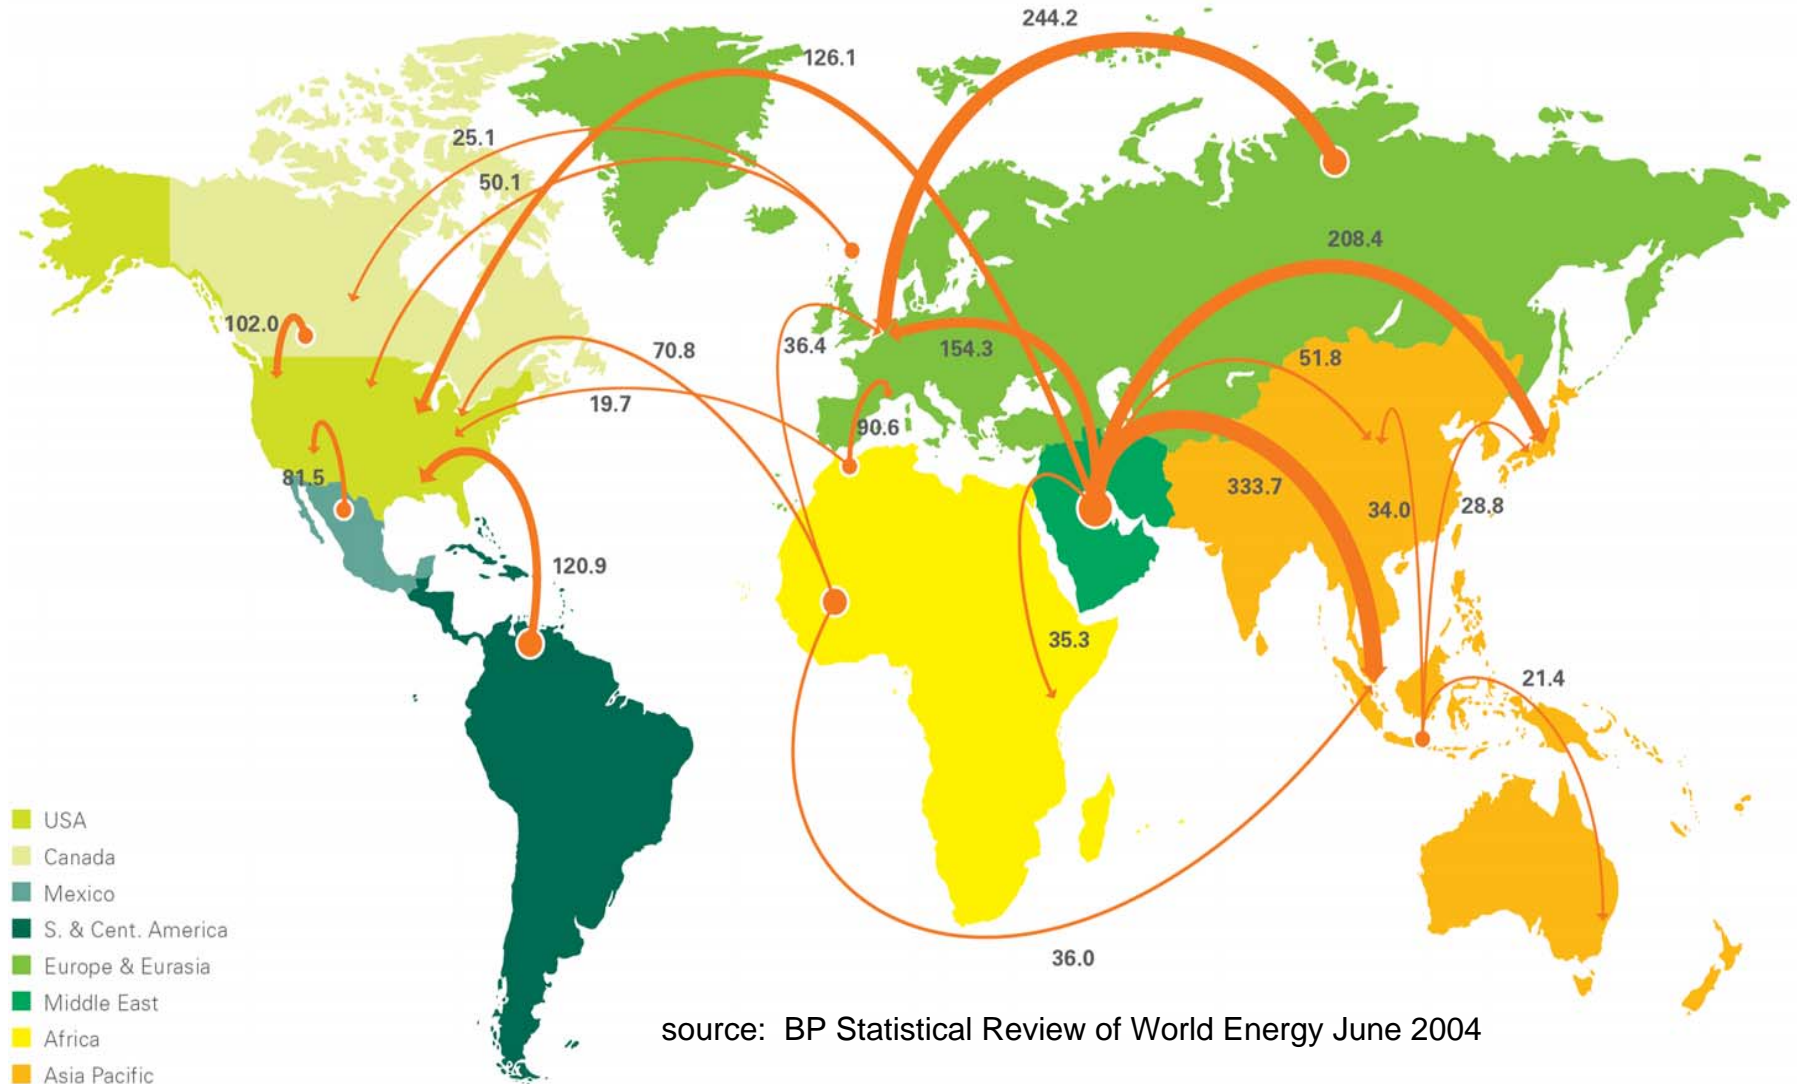 244.2
126.1
25.1
50.1
208.4
102.0
70.8
36.4
154.3
51.8
19.7
90.6
81.5
333.7
34.0
28.8
120.9
35.3
21.4
36.0
USA
Canada
Mexico
S. & Cent. America
Europe & Eurasia
Middle East
Africa
Asia Pacific
source: BP Statistical Review of World Energy June 2004